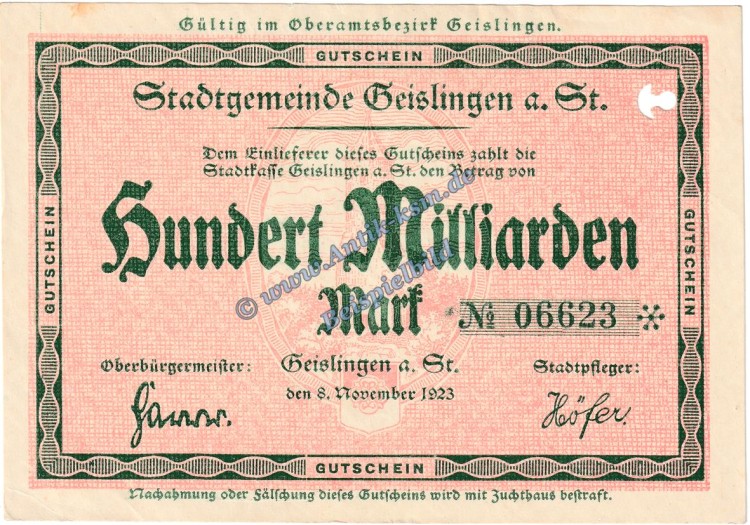 Gültig im Oberamtsbezirk Geislingen.
GUTSCHEIN
Stadtgemeinde Geislingen a. St.
Dem Einlieferer dieses Gutscheins zahlt die
Stadtkasse Geislingen a. St. den Betrag von
Hundert Milliarden
Mark
№ 06623
GUTSCHEIN
GUTSCHEIN
Oberbürgermeister:
Geislingen a. St.
Stadtpfleger:
den 8. November 1923
Höfer.
GUTSCHEIN
Nachahmung oder Fälschung dieses Gutscheins wird mit Zuchthaus bestraft.
© www.Antik-ksm.de
Beispielbild